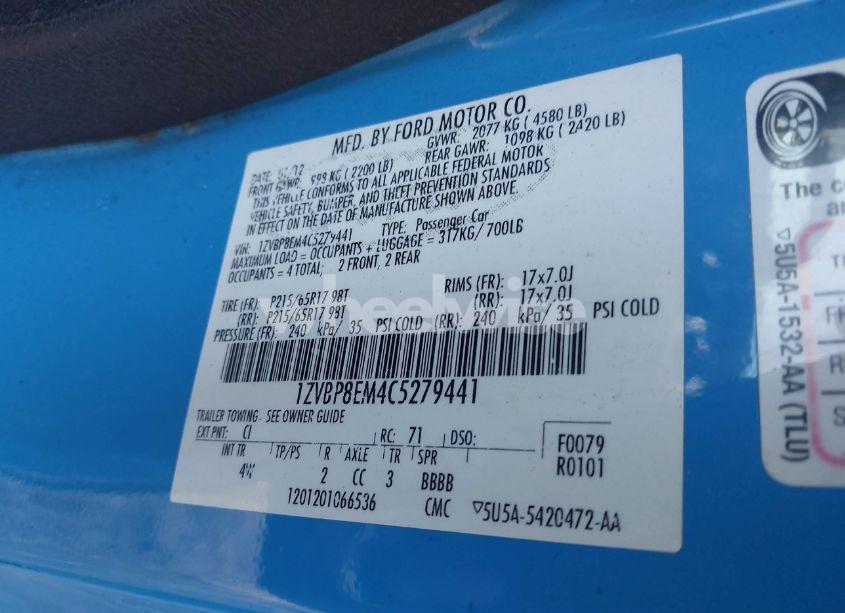 MFD. BY FORD MOTOR CO.
DATE: GVWR: 2077 KG ( 4580 LB)
FRONT GAWR: 998 KG ( 2200 LB) REAR GAWR: 1098 KG ( 2420 LB)
THIS VEHICLE CONFORMS TO ALL APPLICABLE FEDERAL MOTOR
VEHICLE SAFETY, BUMPER, AND THEFT PREVENTION STANDARDS
IN EFFECT ON THE DATE OF MANUFACTURE SHOWN ABOVE.
VIN: 1ZVBP8EM4C5279441 TYPE: Passenger Car
MAXIMUM LOAD = OCCUPANTS + LUGGAGE = 317KG/ 700LB
OCCUPANTS = 4 TOTAL; 2 FRONT, 2 REAR
TIRE (FR): P215/65R17 98T RIMS (FR): 17x7.0J
(RR): P215/65R17 98T (RR): 17x7.0J
PRESSURE (FR): 240 kPa/ 35 PSI COLD (RR): 240 kPa/ 35 PSI COLD
1ZVBP8EM4C5279441
TRAILER TOWING- SEE OWNER GUIDE
EXT PNT: CI RC: 71 DSO: F0079
INT TR TP/PS R AXLE TR SPR R0101
4W 2 CC 3 BBBB
1201201066536 CMC 5U5A-5420472-AA
5U5A-1532-AA (TLU)
The co
an